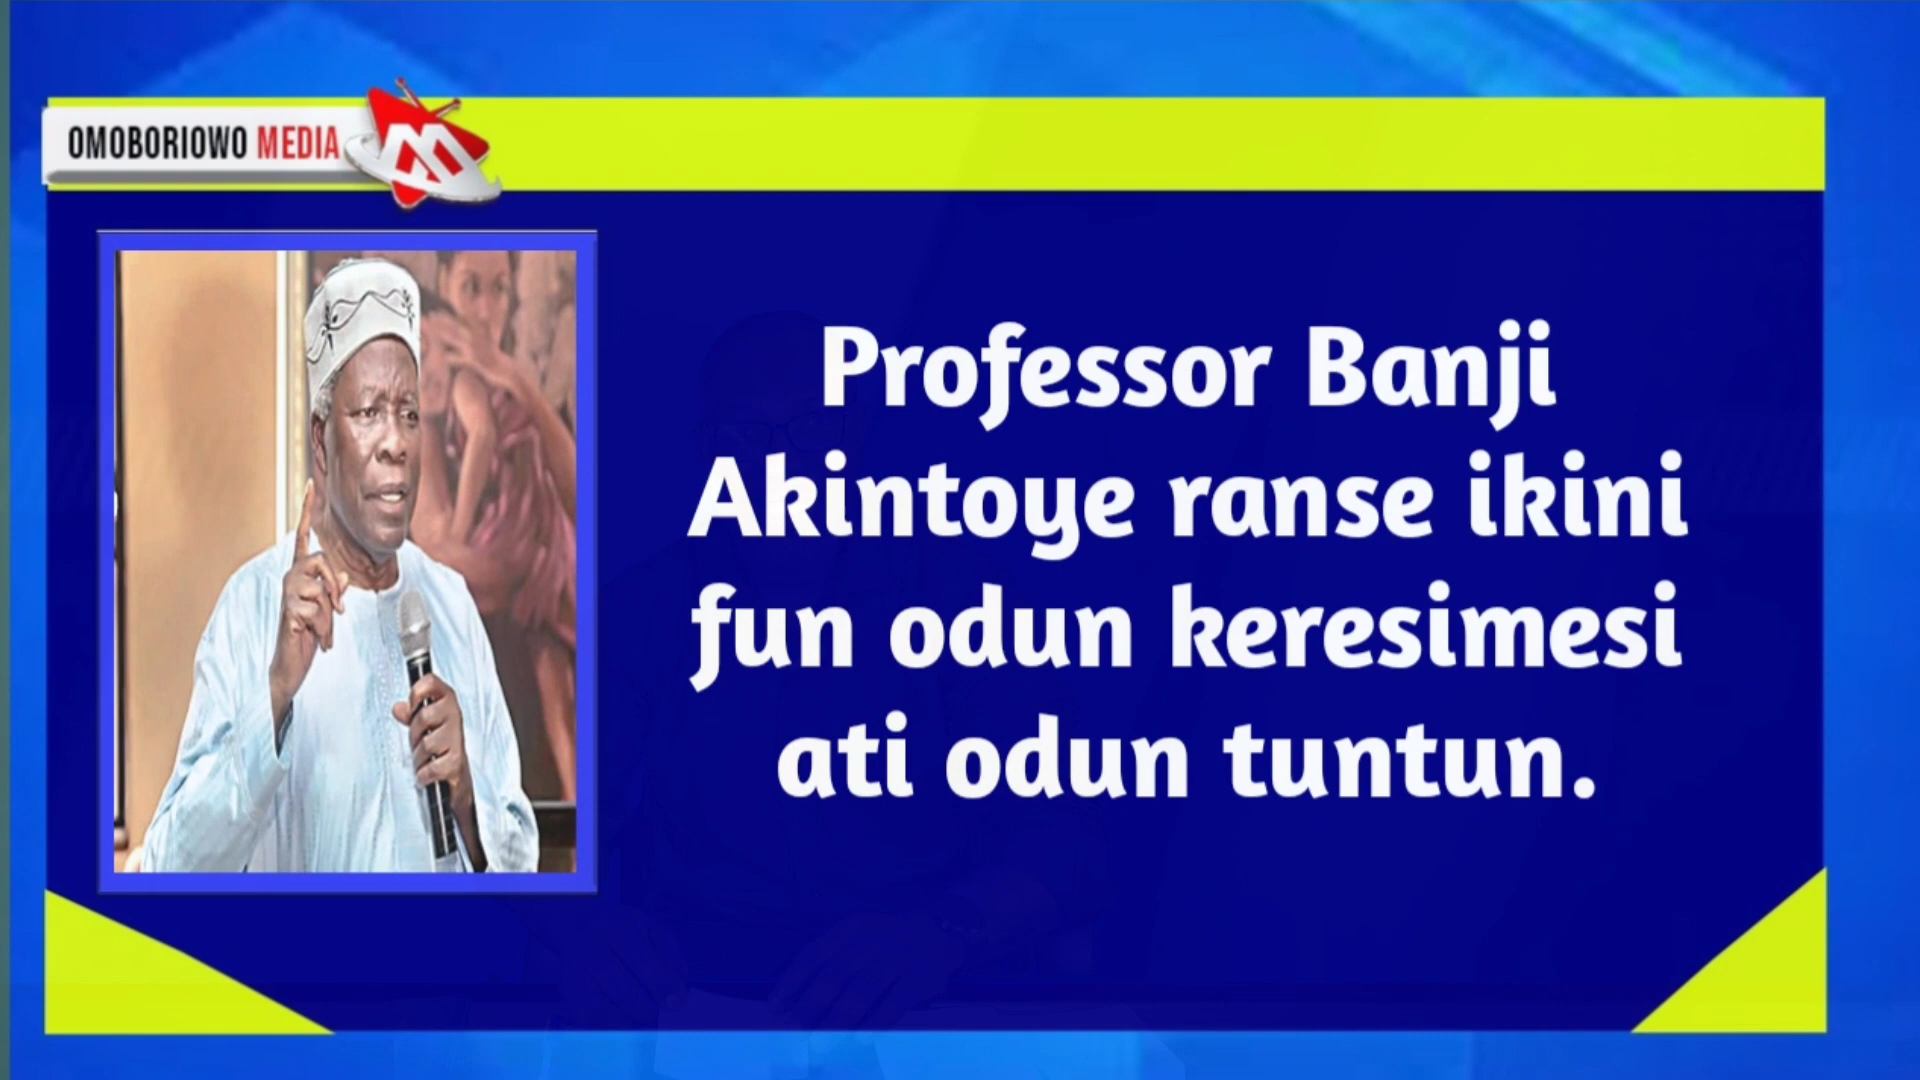 OMOBORIOWO MEDIA
Professor Banji
Akintoye ranse ikini
fun odun keresimesi
ati odun tuntun.